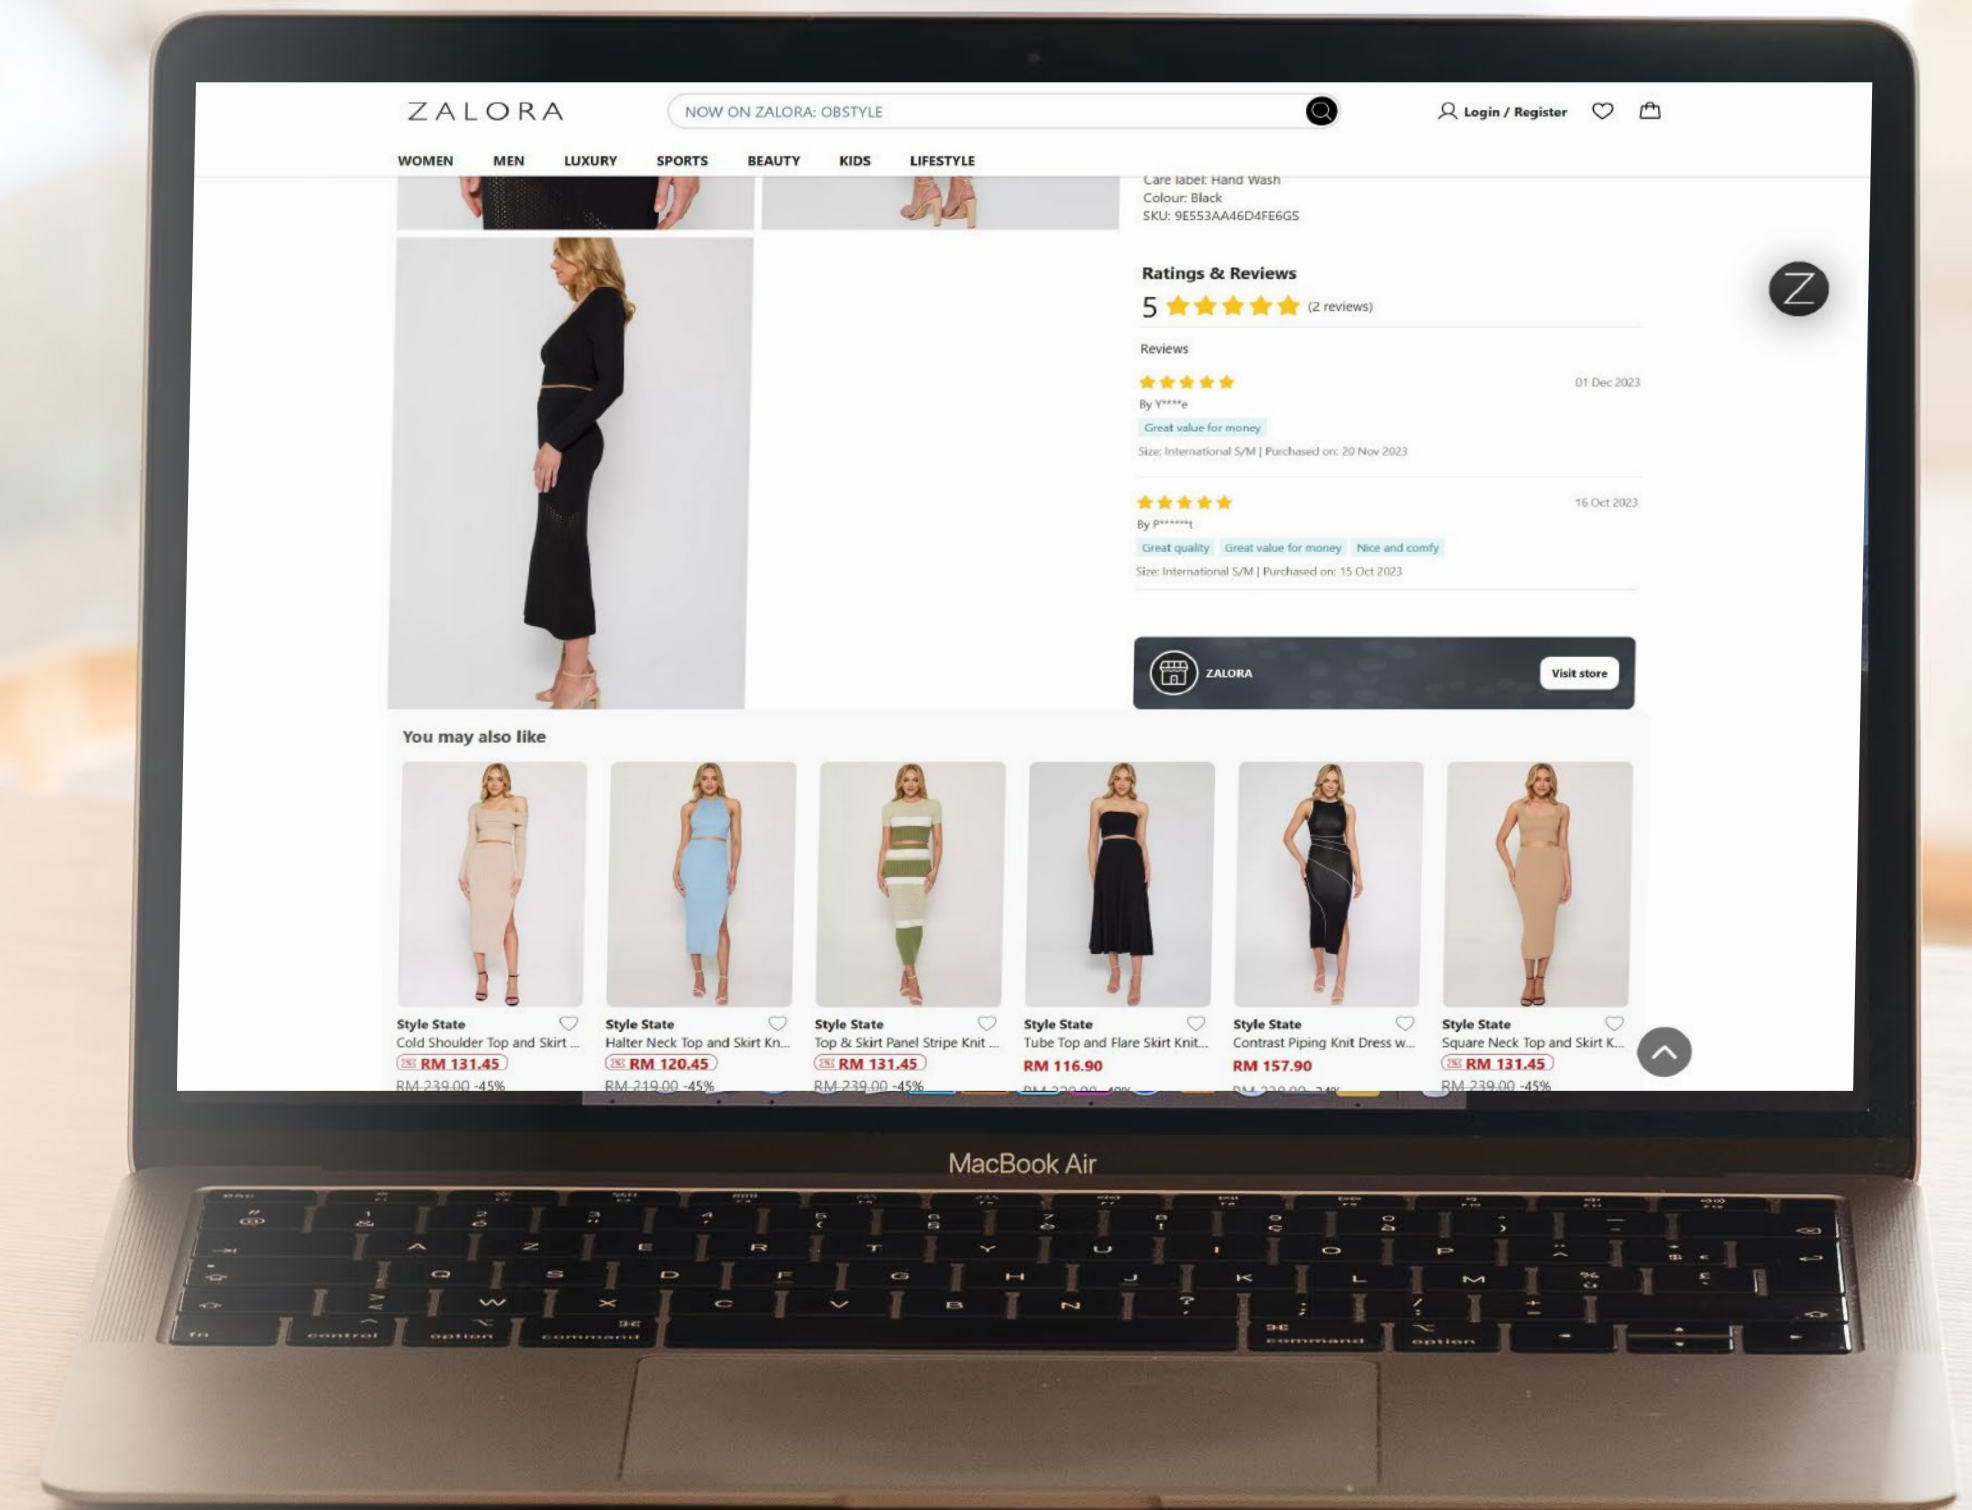 ZALORA
NOW ON ZALORA: OBSTYLE
Login / Register
WOMEN MEN LUXURY SPORTS BEAUTY KIDS LIFESTYLE
Care label: Hand Wash
Colour: Black
SKU: 9E553AA46D4FE6GS
Ratings & Reviews
5 (2 reviews)
Reviews
01 Dec 2023
By Y****e
Great value for money
Size: International S/M | Purchased on: 20 Nov 2023
16 Oct 2023
By P******t
Great quality Great value for money Nice and comfy
Size: International S/M | Purchased on: 15 Oct 2023
Z
ZALORA Visit store
You may also like
Style State Style State Style State Style State Style State Style State
Cold Shoulder Top and Skirt ... Halter Neck Top and Skirt Kn... Top & Skirt Panel Stripe Knit ... Tube Top and Flare Skirt Knit... Contrast Piping Knit Dress w... Square Neck Top and Skirt K...
RM 131.45 RM 120.45 RM 131.45 RM 116.90 RM 157.90 RM 131.45
RM 239.00 -45% RM 219.00 -45% RM 239.00 -45% RM 239.00 -45%
MacBook Air
A Z E R T Y U I O P
Q S D F G H J K L M
W X C V B N ?
fn control option command command option